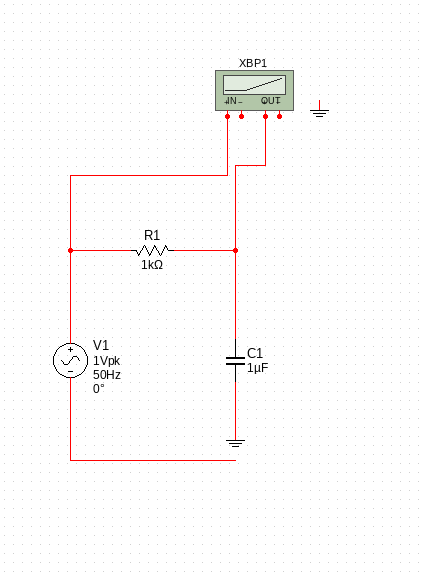 XBP1
+IN - OUT
R1
1kΩ
V1
1Vpk
50Hz
0°
C1
1µF